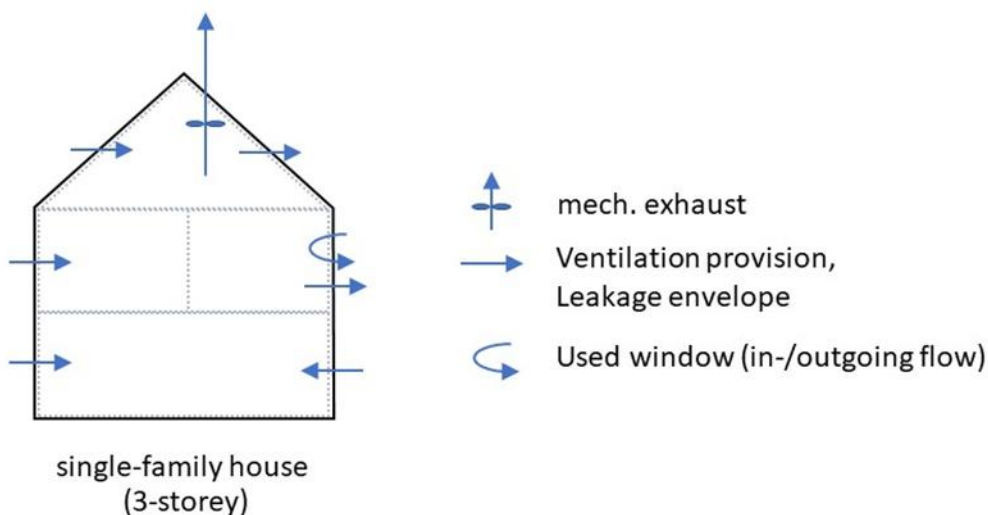 mech. exhaust
Ventilation provision,
Leakage envelope
Used window (in-/outgoing flow)
single-family house
(3-storey)